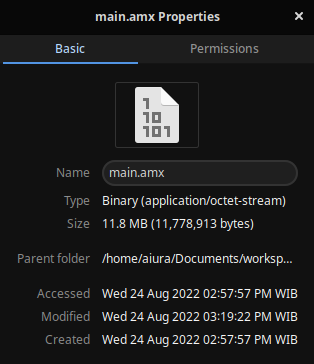 main.amx Properties
Basic Permissions
1
10
101
Name main.amx
Type Binary (application/octet-stream)
Size 11.8 MB (11,778,913 bytes)
Parent folder /home/aiura/Documents/worksp...
Accessed Wed 24 Aug 2022 02:57:57 PM WIB
Modified Wed 24 Aug 2022 03:19:22 PM WIB
Created Wed 24 Aug 2022 02:57:57 PM WIB